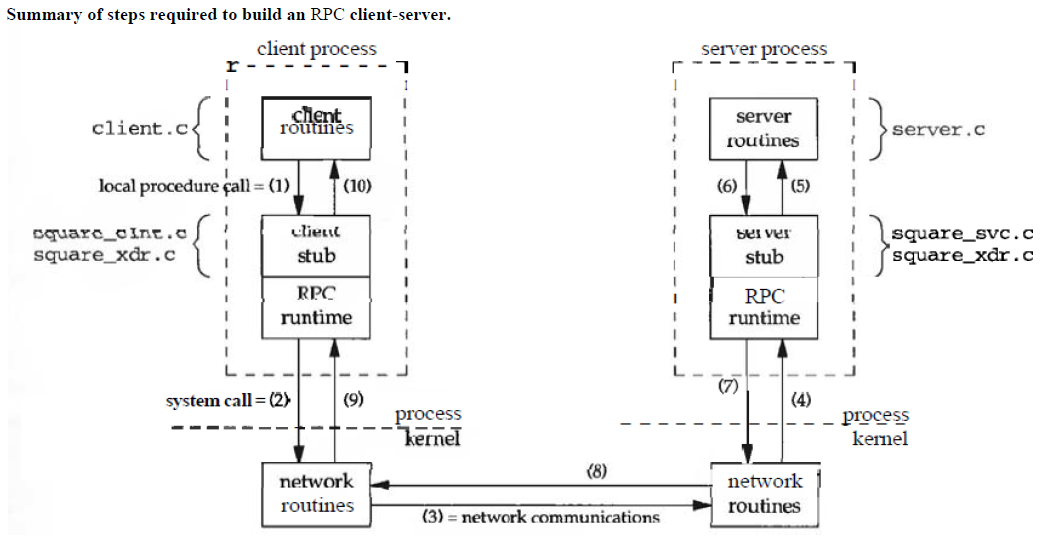 Summary of steps required to build an RPC client-server.
client process
server process
client.c
client
routines
server
routines
server.c
local procedure call = (1)
(10)
(6)
(5)
square_clnt.c
square_xdr.c
client
stub
server
stub
square_svc.c
square_xdr.c
RPC
runtime
RPC
runtime
system call = (2)
(9)
(7)
(4)
process
kernel
process
kernel
network
routines
(8)
network
routines
(3) = network communications